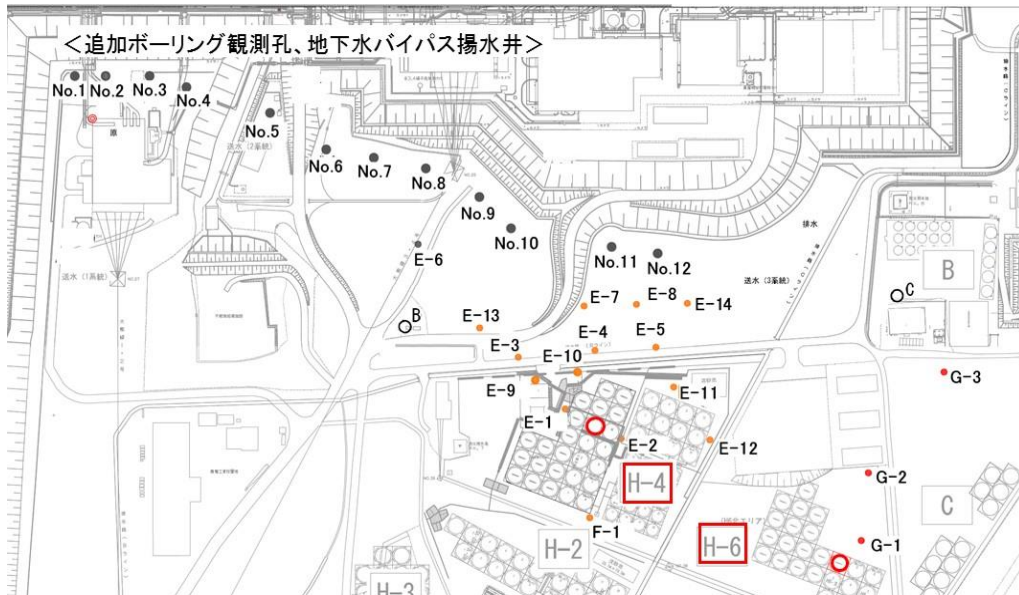 <追加ボーリング観測孔、地下水バイパス揚水井>
No.1
No.2
No.3
No.4
No.5
No.6
No.7
No.8
No.9
No.10
No.11
No.12
源
送水(2系統)
送水(1系統)
排水
送水(3系統)
E-6
B
C
B
E-7
E-8
E-14
E-13
E-3
E-4
E-5
E-10
E-9
E-11
E-1
E-2
E-12
G-3
G-2
G-1
H-4
C
F-1
H-2
H-6
H-3